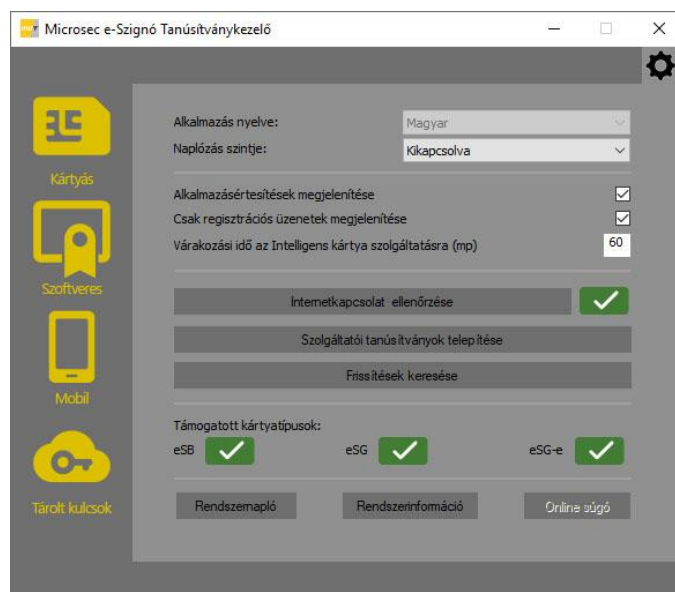 Microsec e-Szignó Tanúsítványkezelő
Kártyás
Szoftveres
Mobil
Tárolt kulcsok
Alkalmazás nyelve: Magyar
Naplózás szintje: Kikapcsolva
Alkalmazásértesítések megjelenítése
Csak regisztrációs üzenetek megjelenítése
Várakozási idő az Intelligens kártya szolgáltatásra (mp) 60
Internetkapcsolat ellenőrzése
Szolgáltatói tanúsítványok telepítése
Frissítések keresése
Támogatott kártyatípusok:
eSB eSG eSG-e
Rendszernapló Rendszerinformáció Online súgó